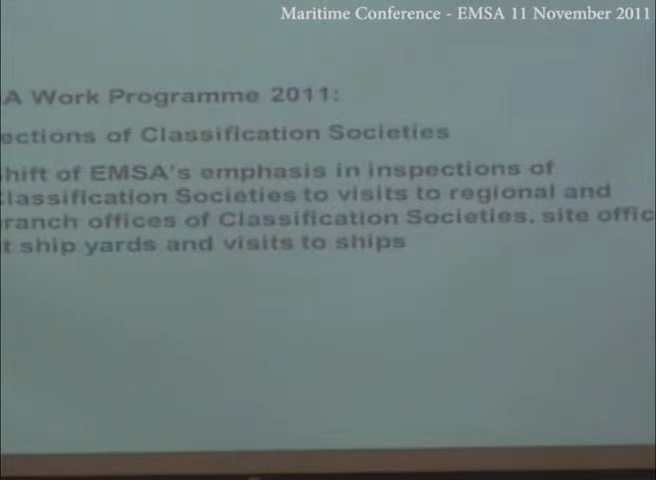 Maritime Conference - EMSA 11 November 2011
A Work Programme 2011:
ections of Classification Societies
hift of EMSA's emphasis in inspections of
lassification Societies to visits to regional and
ranch offices of Classification Societies, site offic
t ship yards and visits to ships